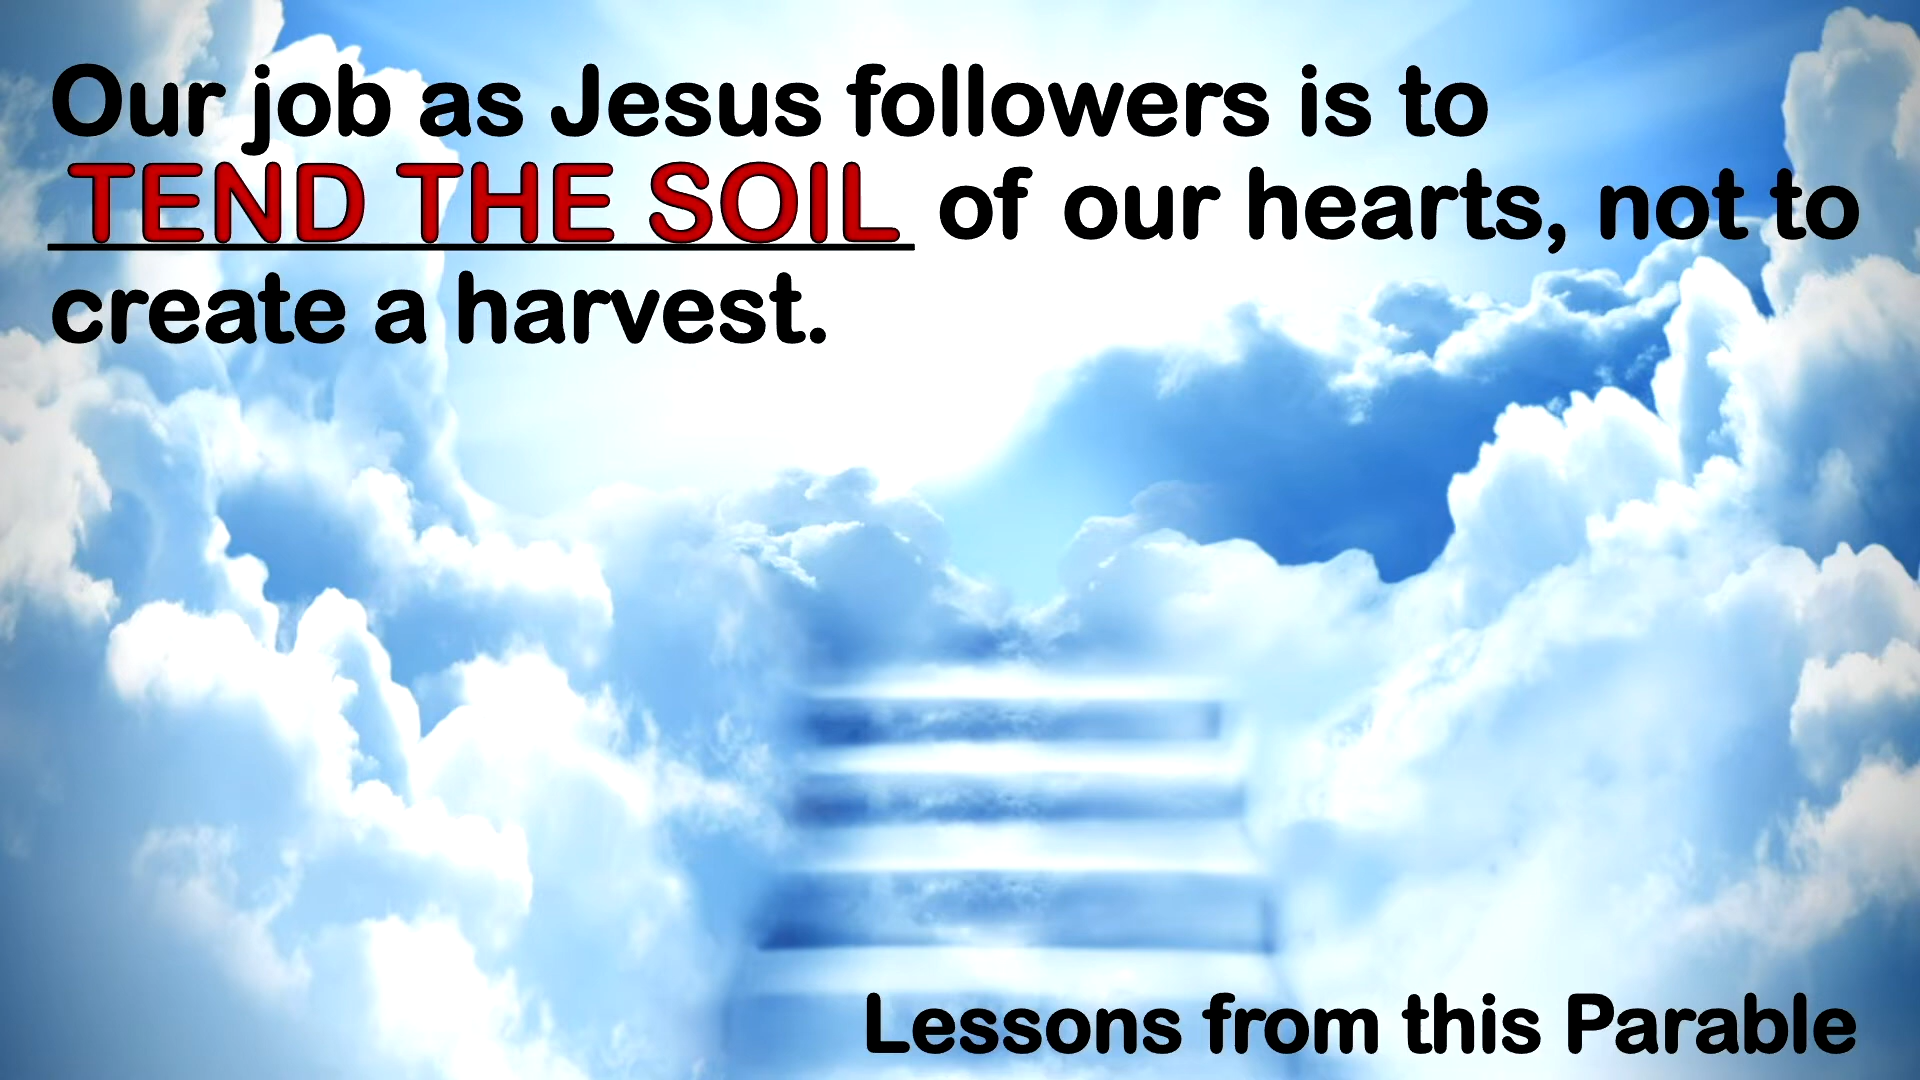 Our job as Jesus followers is to
TEND THE SOIL of our hearts, not to
create a harvest.
Lessons from this Parable